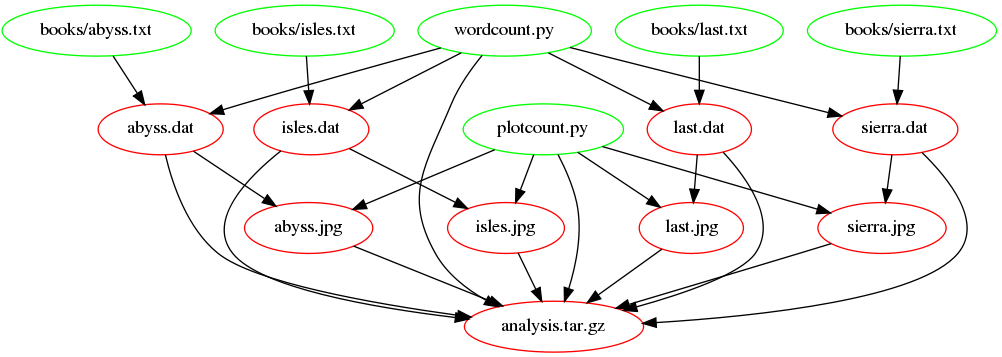 books/abyss.txt
books/isles.txt
wordcount.py
books/last.txt
books/sierra.txt
abyss.dat
isles.dat
plotcount.py
last.dat
sierra.dat
abyss.jpg
isles.jpg
last.jpg
sierra.jpg
analysis.tar.gz